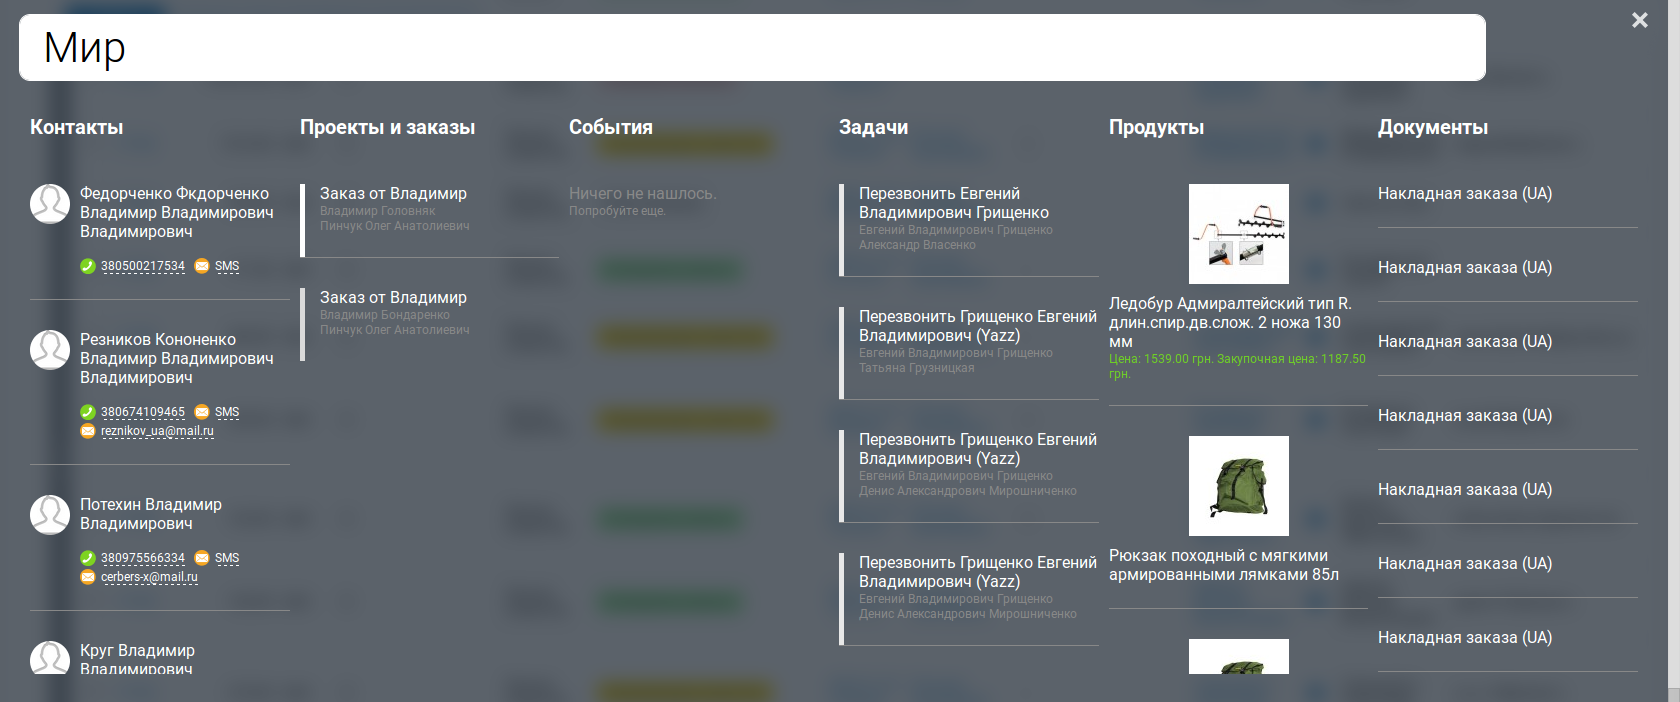 Мир
Контакты
Федорченко Фкдорченко
Владимир Владимирович
Владимирович
380500217534 SMS
Резников Кононенко
Владимир Владимирович
Владимирович
380674109465 SMS
reznikov_ua@mail.ru
Потехин Владимир
Владимирович
380975566334 SMS
cerbers-x@mail.ru
Круг Владимир
Владимирович
Проекты и заказы
Заказ от Владимир
Владимир Головняк
Пинчук Олег Анатолиевич
Заказ от Владимир
Владимир Бондаренко
Пинчук Олег Анатолиевич
События
Ничего не нашлось.
Попробуйте еще.
Задачи
Перезвонить Евгений
Владимирович Грищенко
Евгений Владимирович Грищенко
Александр Власенко
Перезвонить Грищенко Евгений
Владимирович (Yazz)
Евгений Владимирович Грищенко
Татьяна Грузницкая
Перезвонить Грищенко Евгений
Владимирович (Yazz)
Евгений Владимирович Грищенко
Денис Александрович Мирошниченко
Перезвонить Грищенко Евгений
Владимирович (Yazz)
Евгений Владимирович Грищенко
Денис Александрович Мирошниченко
Продукты
Ледобур Адмиралтейский тип R.
длин.спир.дв.слож. 2 ножа 130
мм
Цена: 1539.00 грн. Закупочная цена: 1187.50
грн.
Рюкзак походный с мягкими
армированными лямками 85л
Документы
Накладная заказа (UA)
Накладная заказа (UA)
Накладная заказа (UA)
Накладная заказа (UA)
Накладная заказа (UA)
Накладная заказа (UA)
Накладная заказа (UA)